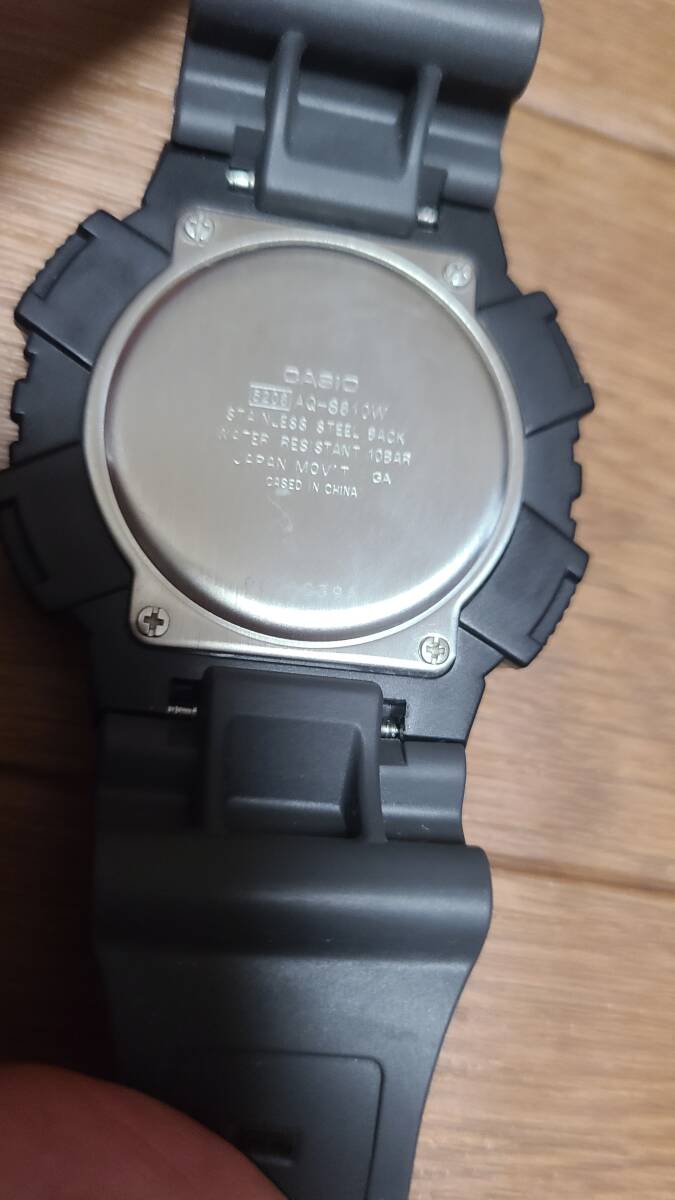 CASIO
5208 AQ-S810W
STAINLESS STEEL BACK
WATER RESISTANT 10BAR
JAPAN MOV'T GA
CASED IN CHINA